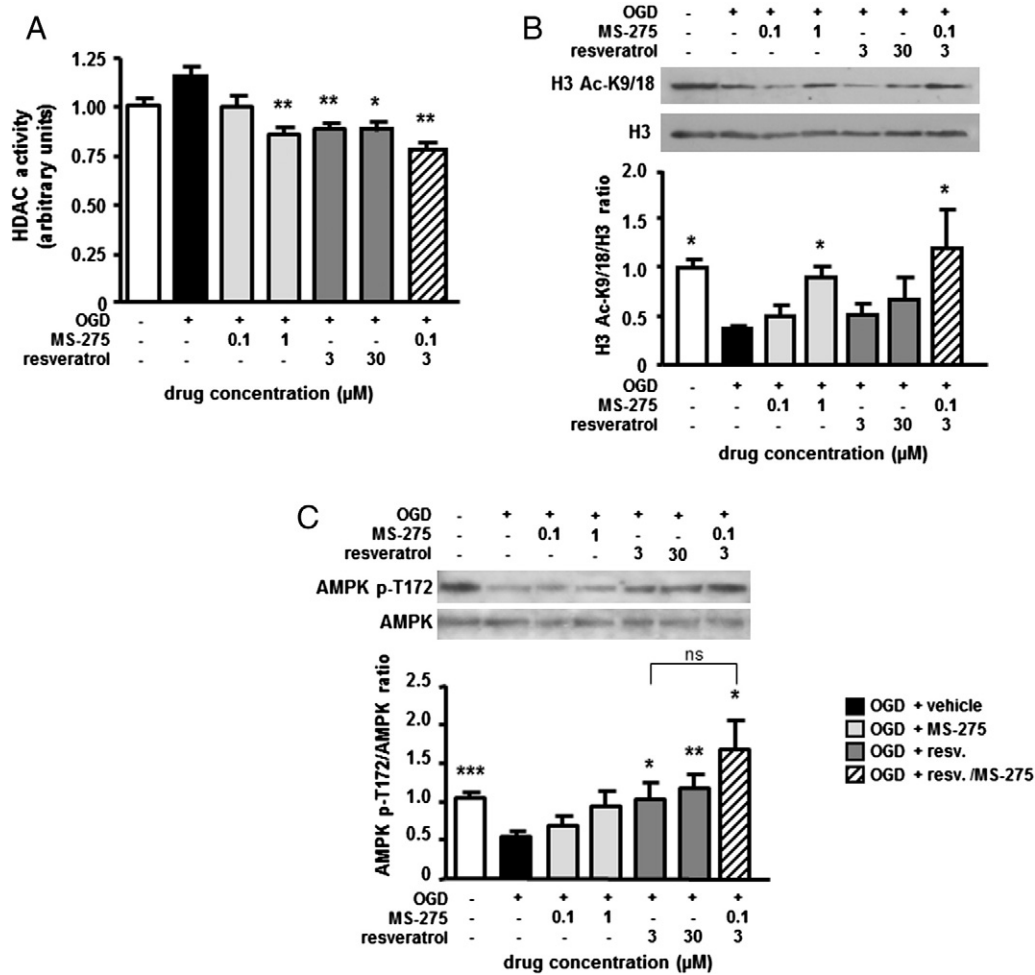 A
HDAC activity
(arbitrary units)
1.25
1.00
0.75
0.50
0.25
0
** ** * **
OGD - + + + + + +
MS-275 - - 0.1 1 - - 0.1
resveratrol - - - - 3 30 3
drug concentration (µM)
B
OGD - + + + + + +
MS-275 - - 0.1 1 - - 0.1
resveratrol - - - - 3 30 3
H3 Ac-K9/18
H3
H3 Ac-K9/18/H3 ratio
2.0
1.5
1.0
0.5
0
* * *
OGD - + + + + + +
MS-275 - - 0.1 1 - - 0.1
resveratrol - - - - 3 30 3
drug concentration (µM)
C
OGD - + + + + + +
MS-275 - - 0.1 1 - - 0.1
resveratrol - - - - 3 30 3
AMPK p-T172
AMPK
AMPK p-T172/AMPK ratio
2.5
2.0
1.5
1.0
0.5
0
ns
*** * ** *
OGD - + + + + + +
MS-275 - - 0.1 1 - - 0.1
resveratrol - - - - 3 30 3
drug concentration (µM)
OGD + vehicle
OGD + MS-275
OGD + resv.
OGD + resv. /MS-275